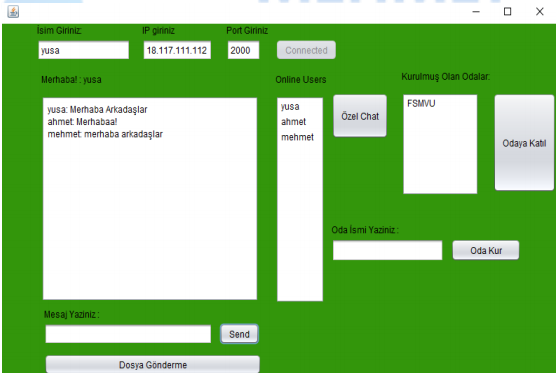 İsim Giriniz:
IP giriniz
Port Giriniz
yusa
18.117.111.112
2000
Connected
Merhaba! : yusa
Online Users
Kurulmuş Olan Odalar:
yusa: Merhaba Arkadaşlar
ahmet: Merhabaa!
mehmet: merhaba arkadaşlar
yusa
ahmet
mehmet
Özel Chat
FSMVU
Odaya Katıl
Oda İsmi Yaziniz :
Oda Kur
Mesaj Yaziniz :
Send
Dosya Gönderme